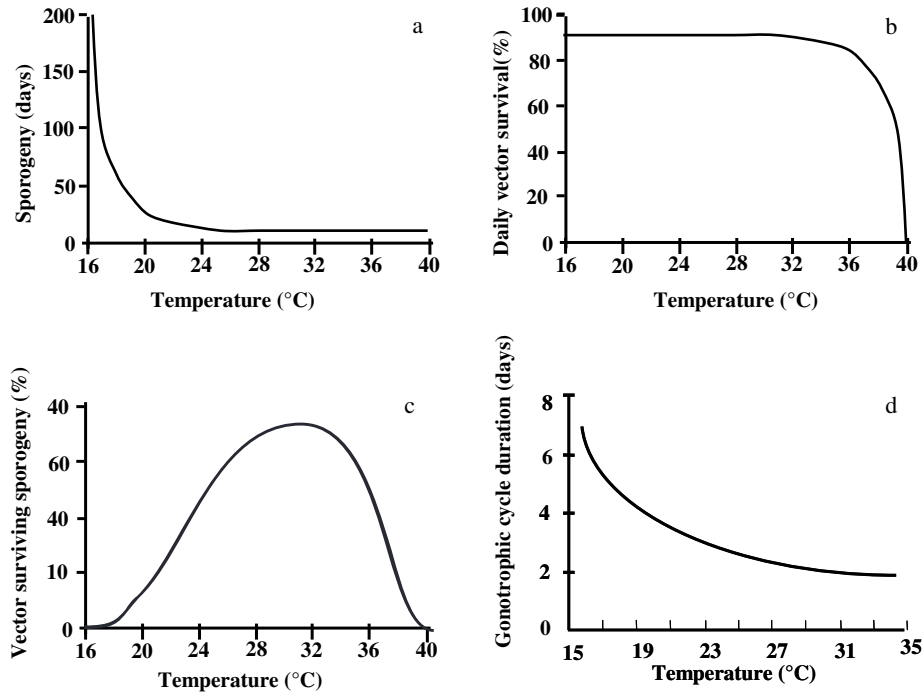 a
Sporogeny (days)
200
150
100
50
0
16 20 24 28 32 36 40
Temperature (°C)
b
Daily vector survival(%)
100
80
60
40
20
0
16 20 24 28 32 36 40
Temperature (°C)
c
Vector surviving sporogeny (%)
40
60
40
10
0
16 20 24 28 32 36 40
Temperature (°C)
d
Gonotrophic cycle duration (days)
8
6
4
2
0
15 19 23 27 31 35
Temperature (°C)